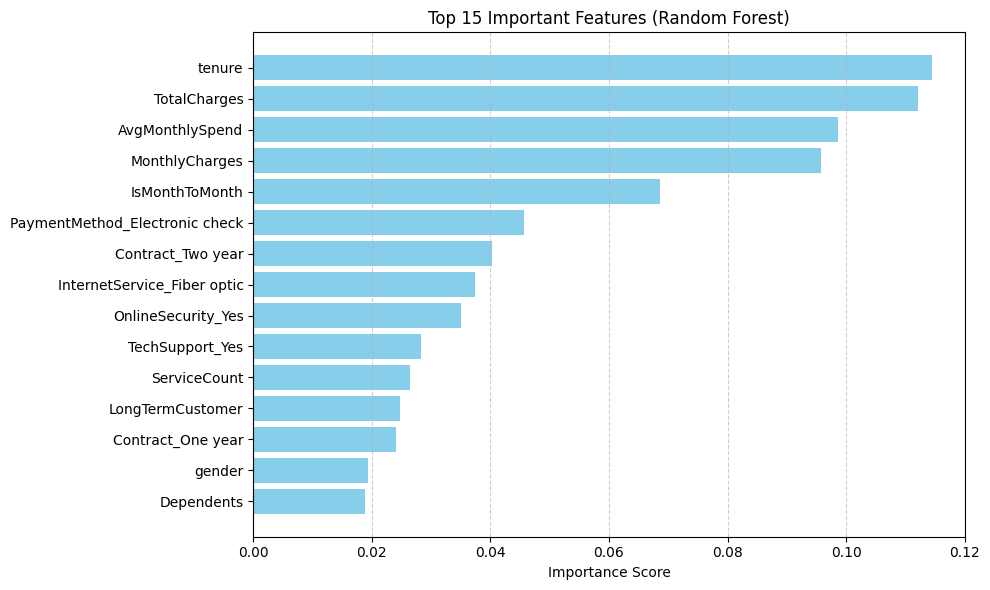 Top 15 Important Features (Random Forest)
tenure
TotalCharges
AvgMonthlySpend
MonthlyCharges
IsMonthToMonth
PaymentMethod_Electronic check
Contract_Two year
InternetService_Fiber optic
OnlineSecurity_Yes
TechSupport_Yes
ServiceCount
LongTermCustomer
Contract_One year
gender
Dependents
0.00 0.02 0.04 0.06 0.08 0.10 0.12
Importance Score